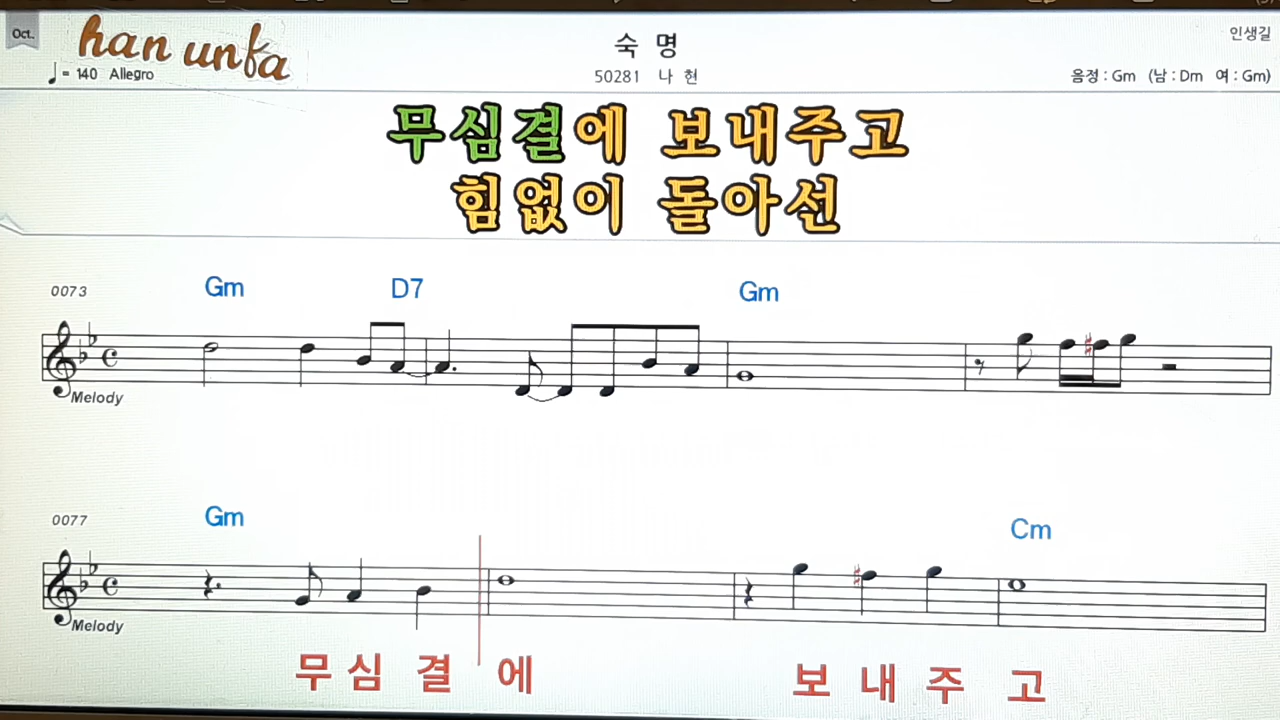 Oct.
han unfa
인생길
숙 명
♩= 140 Allegro
50281 나 현
음정 : Gm (남 : Dm 여 : Gm)
무심결에 보내주고
힘없이 돌아선
0073
Gm D7 Gm
Melody
0077
Gm Cm
Melody
무 심 결 에 보 내 주 고